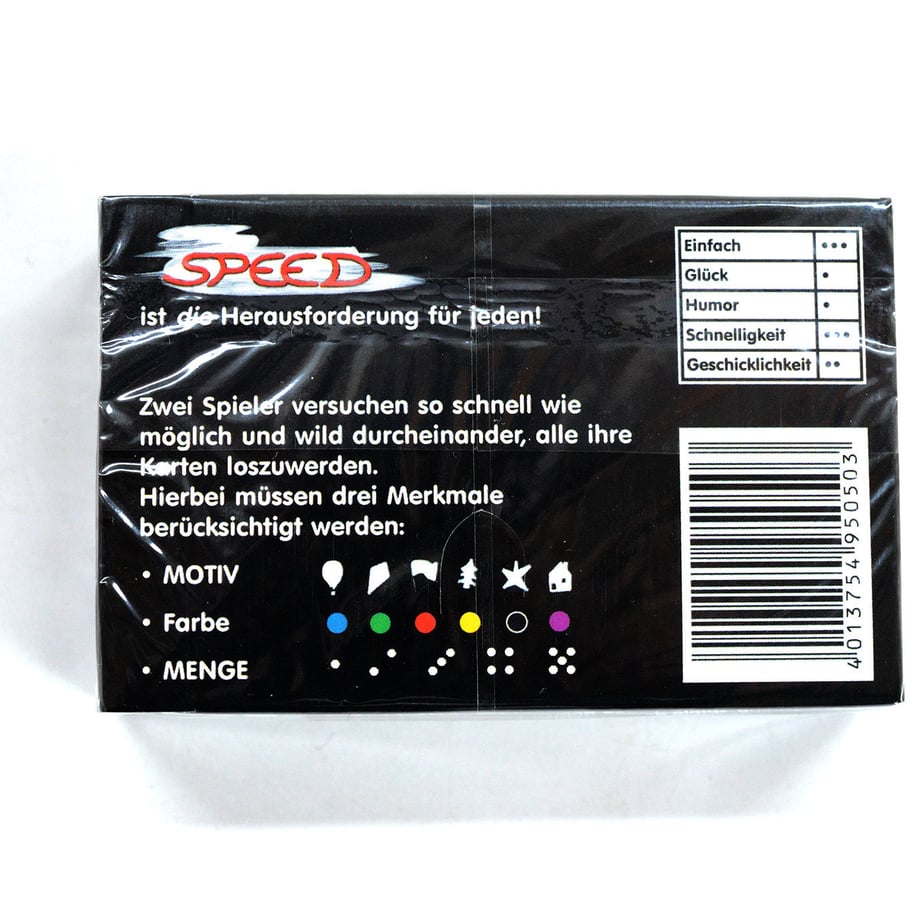 SPEED
ist die Herausforderung für jeden!
Zwei Spieler versuchen so schnell wie
möglich und wild durcheinander, alle ihre
Karten loszuwerden.
Hierbei müssen drei Merkmale
berücksichtigt werden:
• MOTIV
• Farbe
• MENGE
Einfach •••
Glück •
Humor •
Schnelligkeit •••
Geschicklichkeit ••
4013754950503